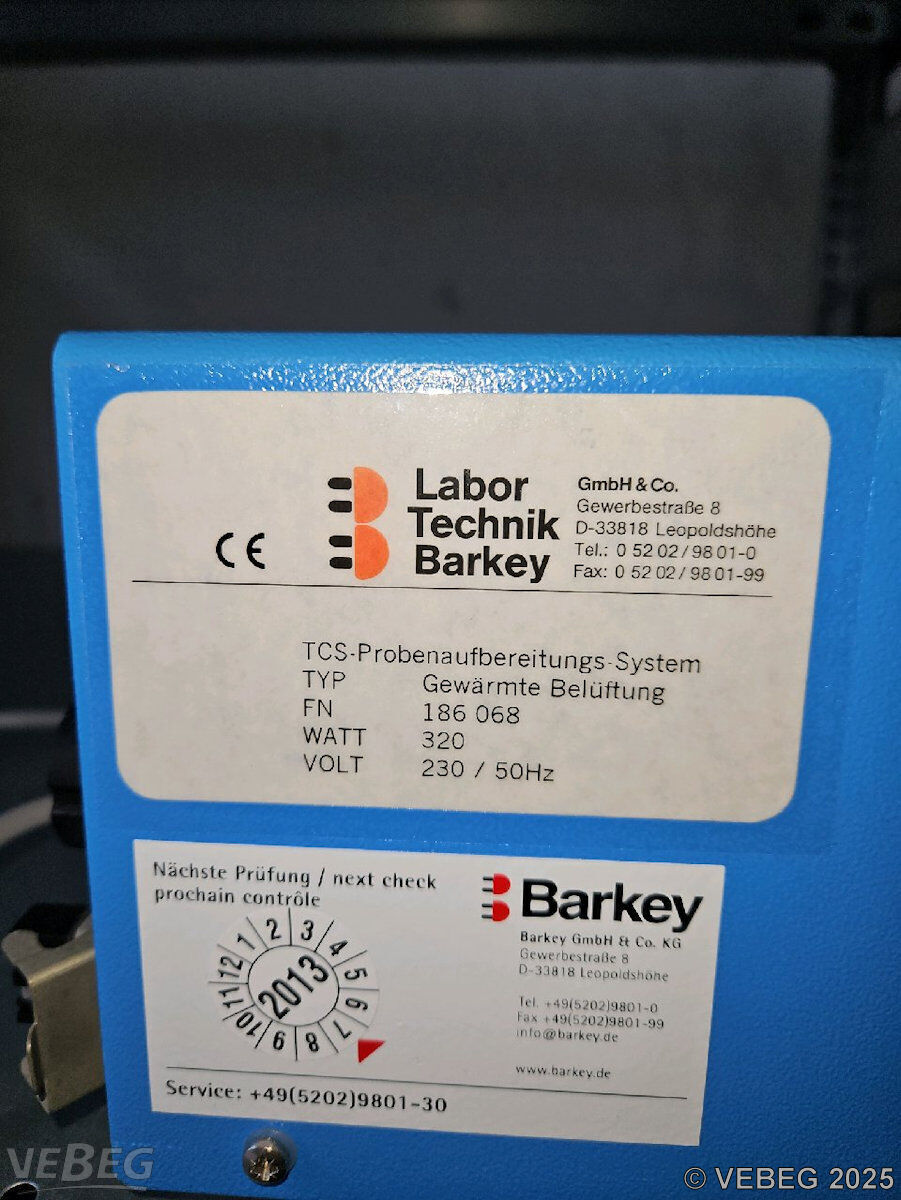 CE
Labor
Technik
Barkey
GmbH & Co.
Gewerbestraße 8
D-33818 Leopoldshöhe
Tel.: 0 52 02 / 98 01-0
Fax: 0 52 02 / 98 01-99
TCS-Probenaufbereitungs-System
TYP Gewärmte Belüftung
FN 186 068
WATT 320
VOLT 230 / 50Hz
Nächste Prüfung / next check
prochain contrôle
1 2 3 4 5 6 7 8 9 10 11 12
2013
Barkey
Barkey GmbH & Co. KG
Gewerbestraße 8
D-33818 Leopoldshöhe
Tel. +49(5202)9801-0
Fax +49(5202)9801-99
info@barkey.de
www.barkey.de
Service: +49(5202)9801-30
VEBEG
© VEBEG 2025